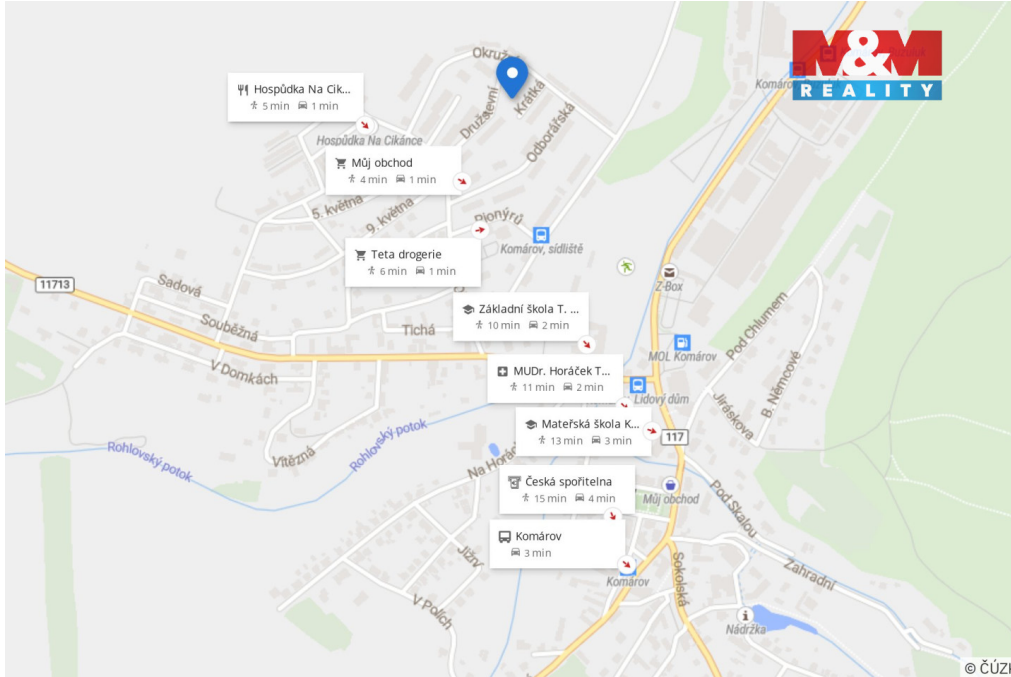 M&M
REALITY
Okružní
Komárov
Hospůdka Na Cik...
5 min 1 min
Krátká
Družstevní
Odborářská
Hospůdka Na Cikánce
Můj obchod
4 min 1 min
5. května
9. května
Pionýrů
Komárov, sídliště
Teta drogerie
6 min 1 min
Z-Box
11713
Sadová
Souběžná
Tichá
Základní škola T. ...
10 min 2 min
Pod Chlumem
MOL Komárov
V Domkách
MUDr. Horáček T...
11 min 2 min
Lidový dům
B. Němcové
Jiráskova
Mateřská škola K...
13 min 3 min
117
Rohlovský potok
Rohlovský potok
Vítězná
Na Horác
Česká spořitelna
15 min 4 min
Můj obchod
Pod Skalou
Komárov
3 min
Jižní
Komárov
Sokolská
Zahradní
V Polích
Nádržka
© ČÚZK